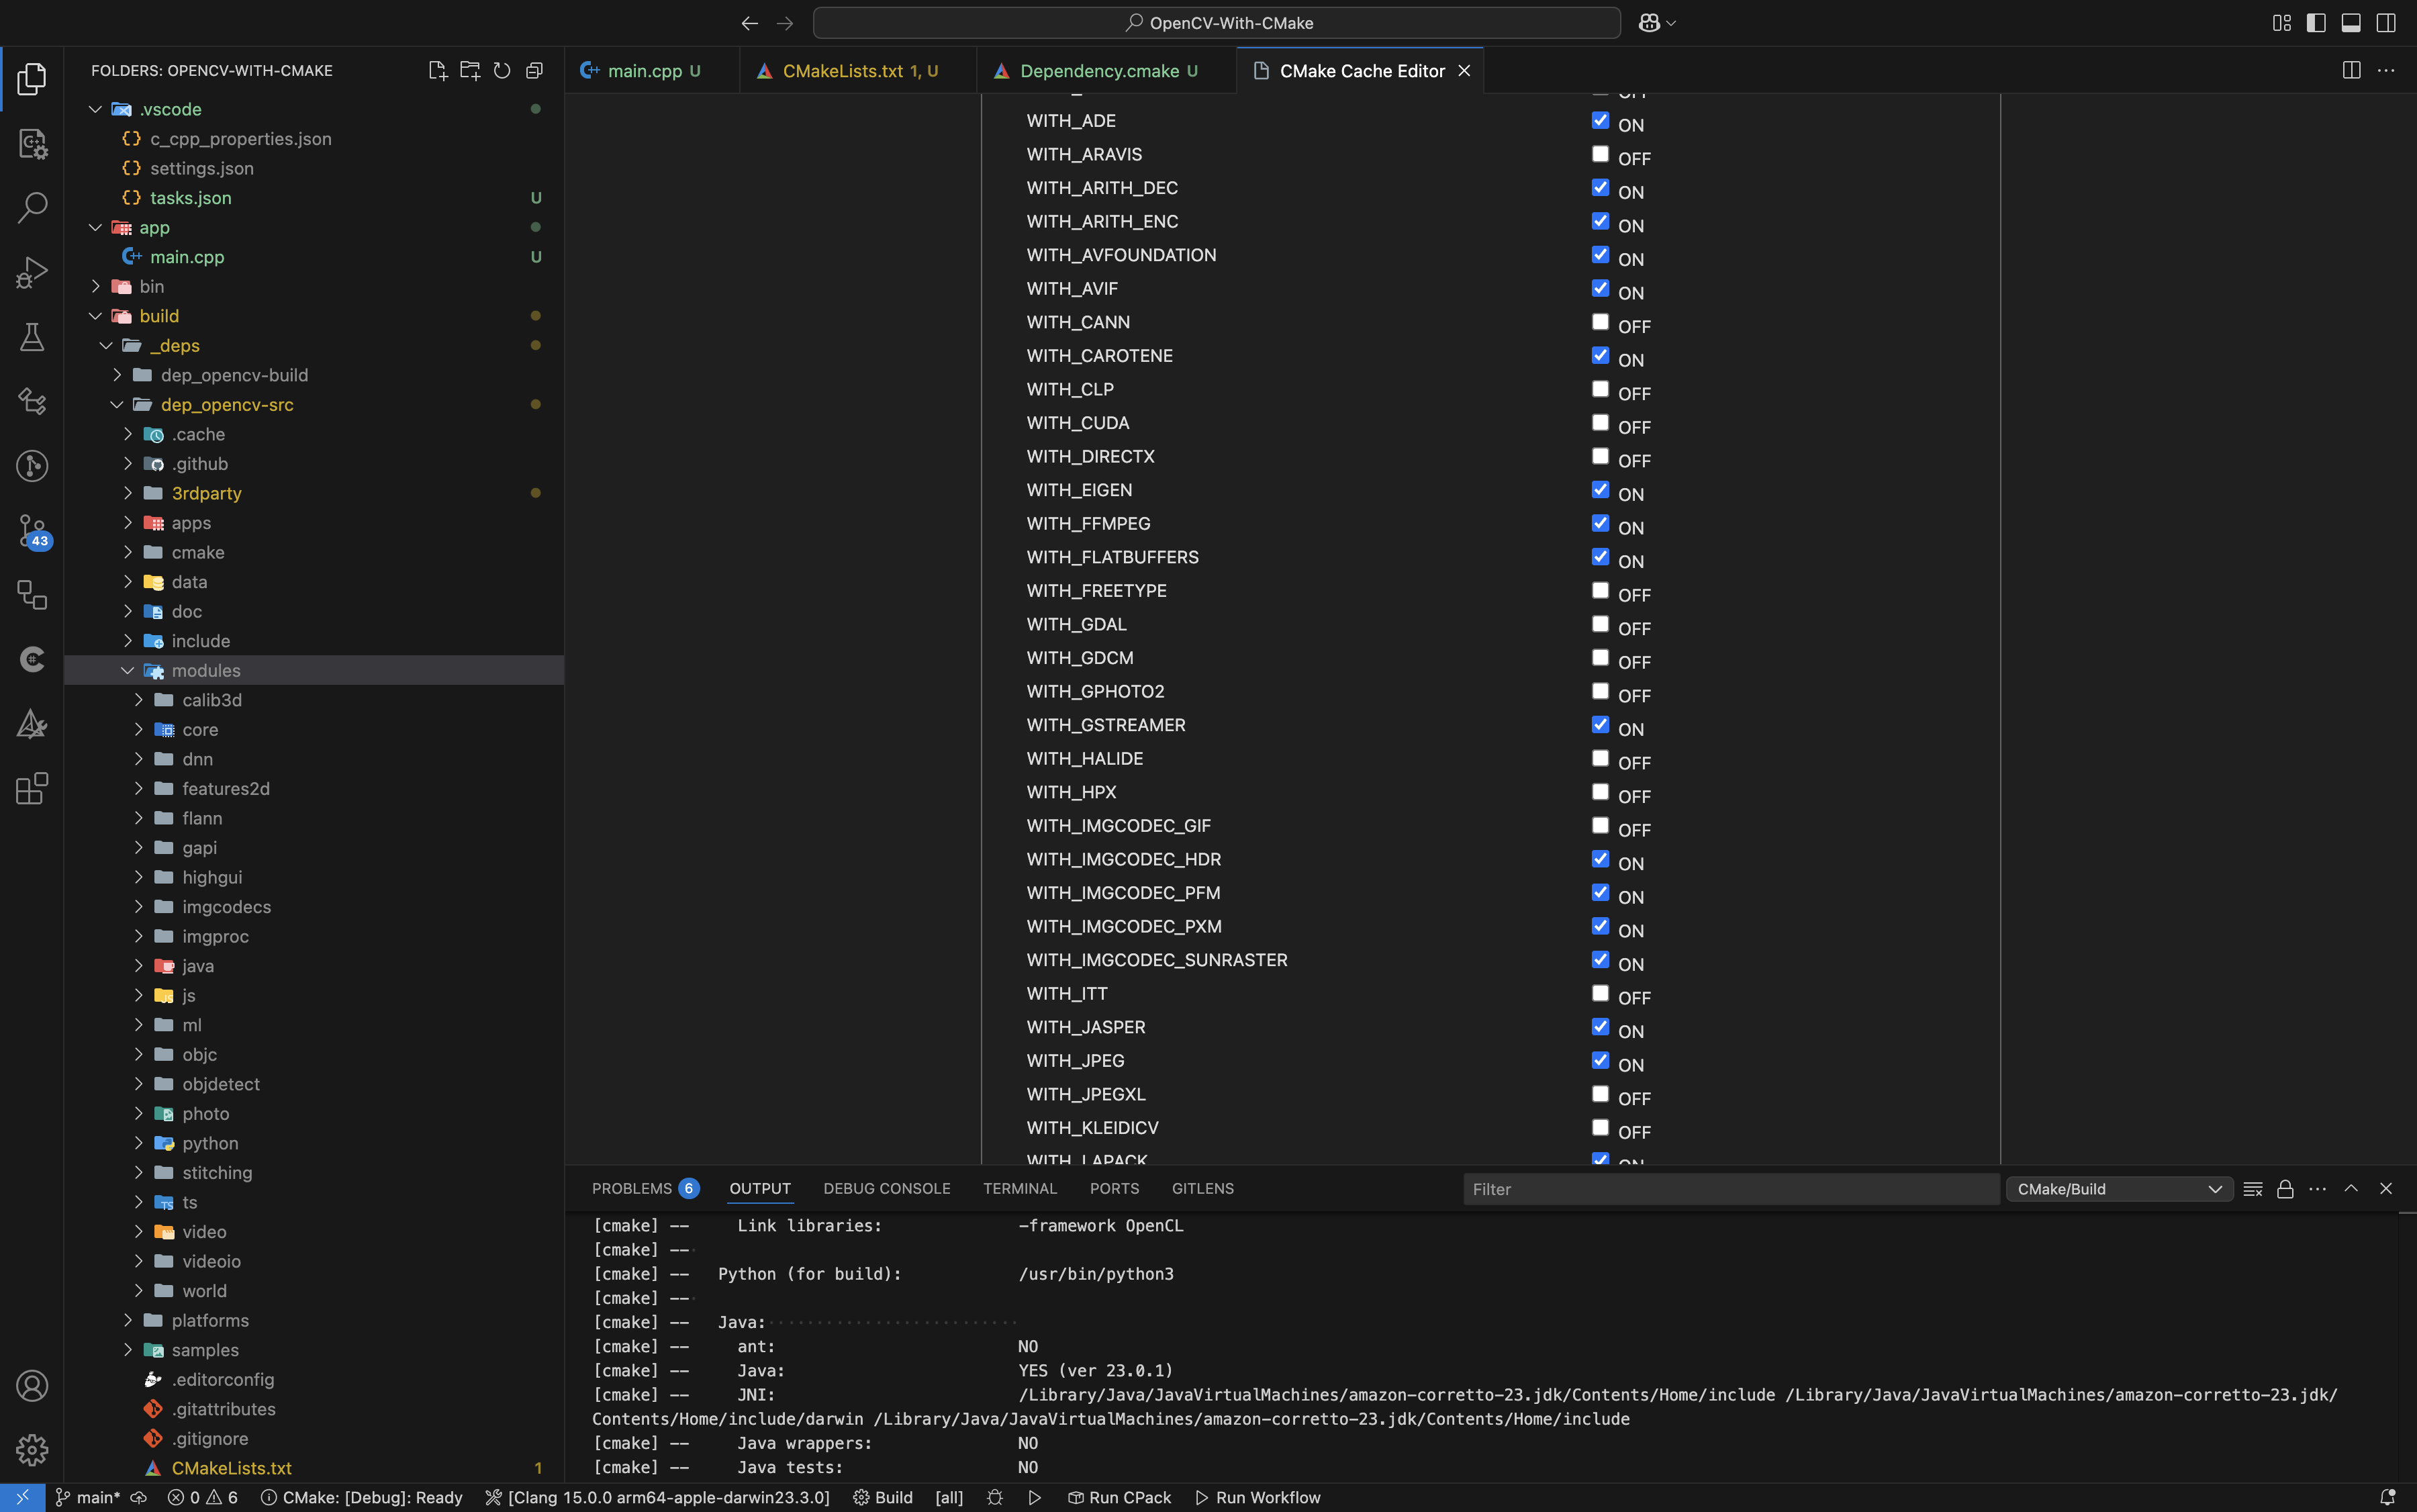 OpenCV-With-CMake
FOLDERS: OPENCV-WITH-CMAKE
.vscode
c_cpp_properties.json
settings.json
tasks.json U
app
main.cpp U
bin
build
_deps
dep_opencv-build
dep_opencv-src
.cache
.github
3rdparty
apps
cmake
data
doc
include
modules
calib3d
core
dnn
features2d
flann
gapi
highgui
imgcodecs
imgproc
java
js
ml
objc
objdetect
photo
python
stitching
ts
video
videoio
world
platforms
samples
.editorconfig
.gitattributes
.gitignore
CMakeLists.txt 1
43
main.cpp U
CMakeLists.txt 1, U
Dependency.cmake U
CMake Cache Editor
WITH_ADE ON
WITH_ARAVIS OFF
WITH_ARITH_DEC ON
WITH_ARITH_ENC ON
WITH_AVFOUNDATION ON
WITH_AVIF ON
WITH_CANN OFF
WITH_CAROTENE ON
WITH_CLP OFF
WITH_CUDA OFF
WITH_DIRECTX OFF
WITH_EIGEN ON
WITH_FFMPEG ON
WITH_FLATBUFFERS ON
WITH_FREETYPE OFF
WITH_GDAL OFF
WITH_GDCM OFF
WITH_GPHOTO2 OFF
WITH_GSTREAMER ON
WITH_HALIDE OFF
WITH_HPX OFF
WITH_IMGCODEC_GIF OFF
WITH_IMGCODEC_HDR ON
WITH_IMGCODEC_PFM ON
WITH_IMGCODEC_PXM ON
WITH_IMGCODEC_SUNRASTER ON
WITH_ITT OFF
WITH_JASPER ON
WITH_JPEG ON
WITH_JPEGXL OFF
WITH_KLEIDICV OFF
WITH_LAPACK ON
PROBLEMS 6 OUTPUT DEBUG CONSOLE TERMINAL PORTS GITLENS
Filter
CMake/Build
[cmake] --     Link libraries:              -framework OpenCL
[cmake] --
[cmake] --   Python (for build):            /usr/bin/python3
[cmake] --
[cmake] --   Java:
[cmake] --     ant:                         NO
[cmake] --     Java:                        YES (ver 23.0.1)
[cmake] --     JNI:                         /Library/Java/JavaVirtualMachines/amazon-corretto-23.jdk/Contents/Home/include /Library/Java/JavaVirtualMachines/amazon-corretto-23.jdk/
Contents/Home/include/darwin /Library/Java/JavaVirtualMachines/amazon-corretto-23.jdk/Contents/Home/include
[cmake] --     Java wrappers:               NO
[cmake] --     Java tests:                  NO
main* 0 6 CMake: [Debug]: Ready [Clang 15.0.0 arm64-apple-darwin23.3.0] Build [all] Run CPack Run Workflow